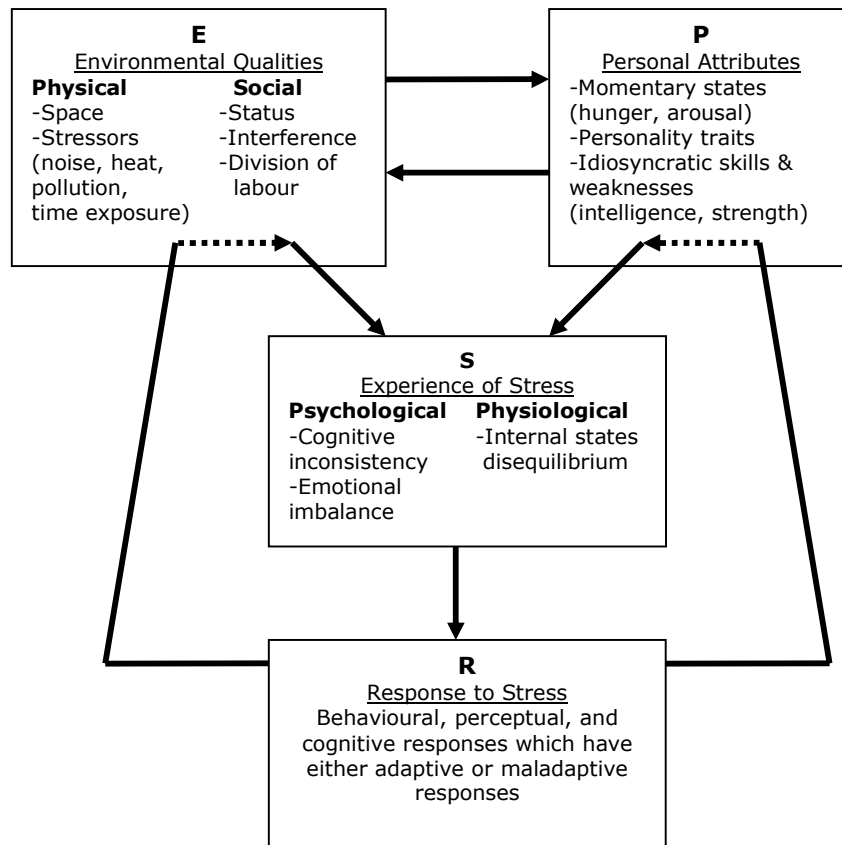 E
Environmental Qualities
Physical Social
-Space -Status
-Stressors -Interference
(noise, heat, -Division of
pollution, labour
time exposure)
P
Personal Attributes
-Momentary states
(hunger, arousal)
-Personality traits
-Idiosyncratic skills &
weaknesses
(intelligence, strength)
S
Experience of Stress
Psychological Physiological
-Cognitive -Internal states
inconsistency disequilibrium
-Emotional
imbalance
R
Response to Stress
Behavioural, perceptual, and
cognitive responses which have
either adaptive or maladaptive
responses